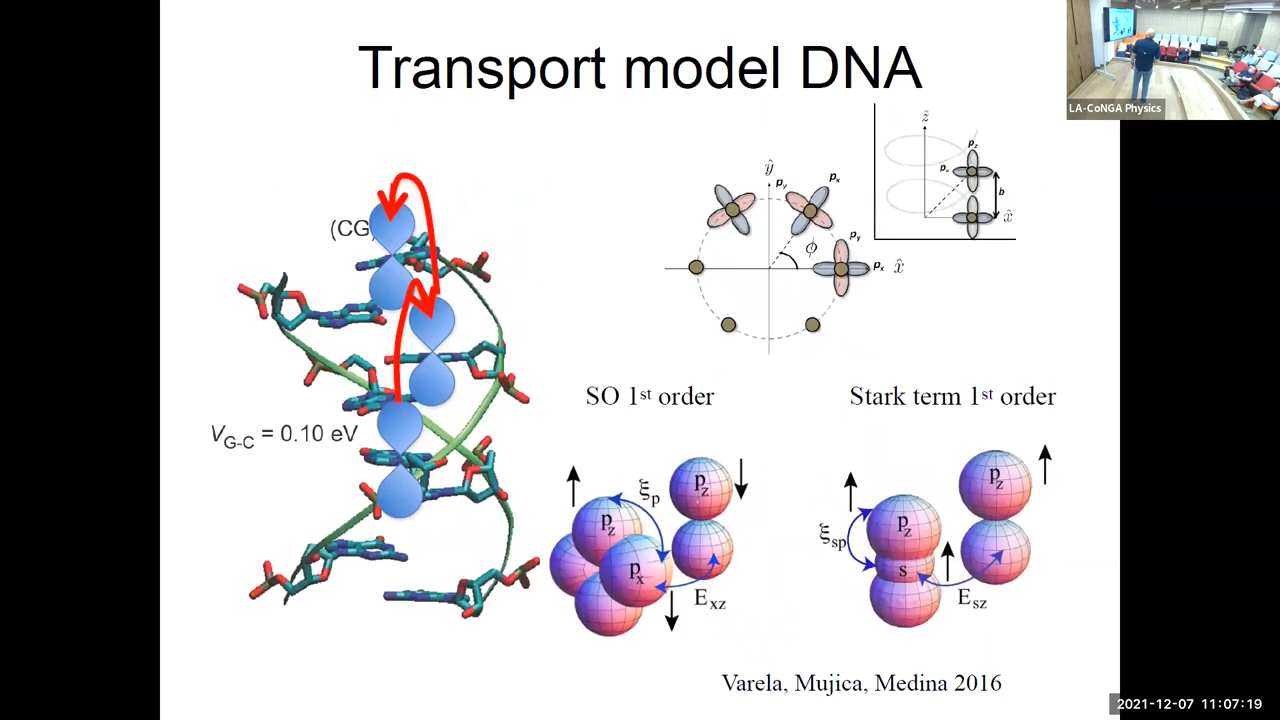 Transport model DNA
LA-CoNGA Physics
(CG)
V_G-C = 0.10 eV
ŷ
p_y
p_x
ϕ
p_y
p_x
x̂
ẑ
p_z
b
x̂
SO 1st order
Stark term 1st order
ξ_p
p_z
p_z
p_x
E_xz
p_z
p_z
ξ_sp
s
E_sz
Varela, Mujica, Medina 2016
2021-12-07 11:07:19